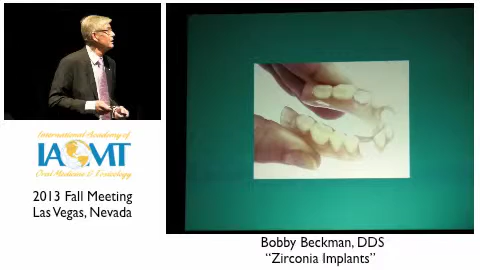 International Academy of
IAOMT
Oral Medicine & Toxicology
2013 Fall Meeting
Las Vegas, Nevada
Bobby Beckman, DDS
"Zirconia Implants"